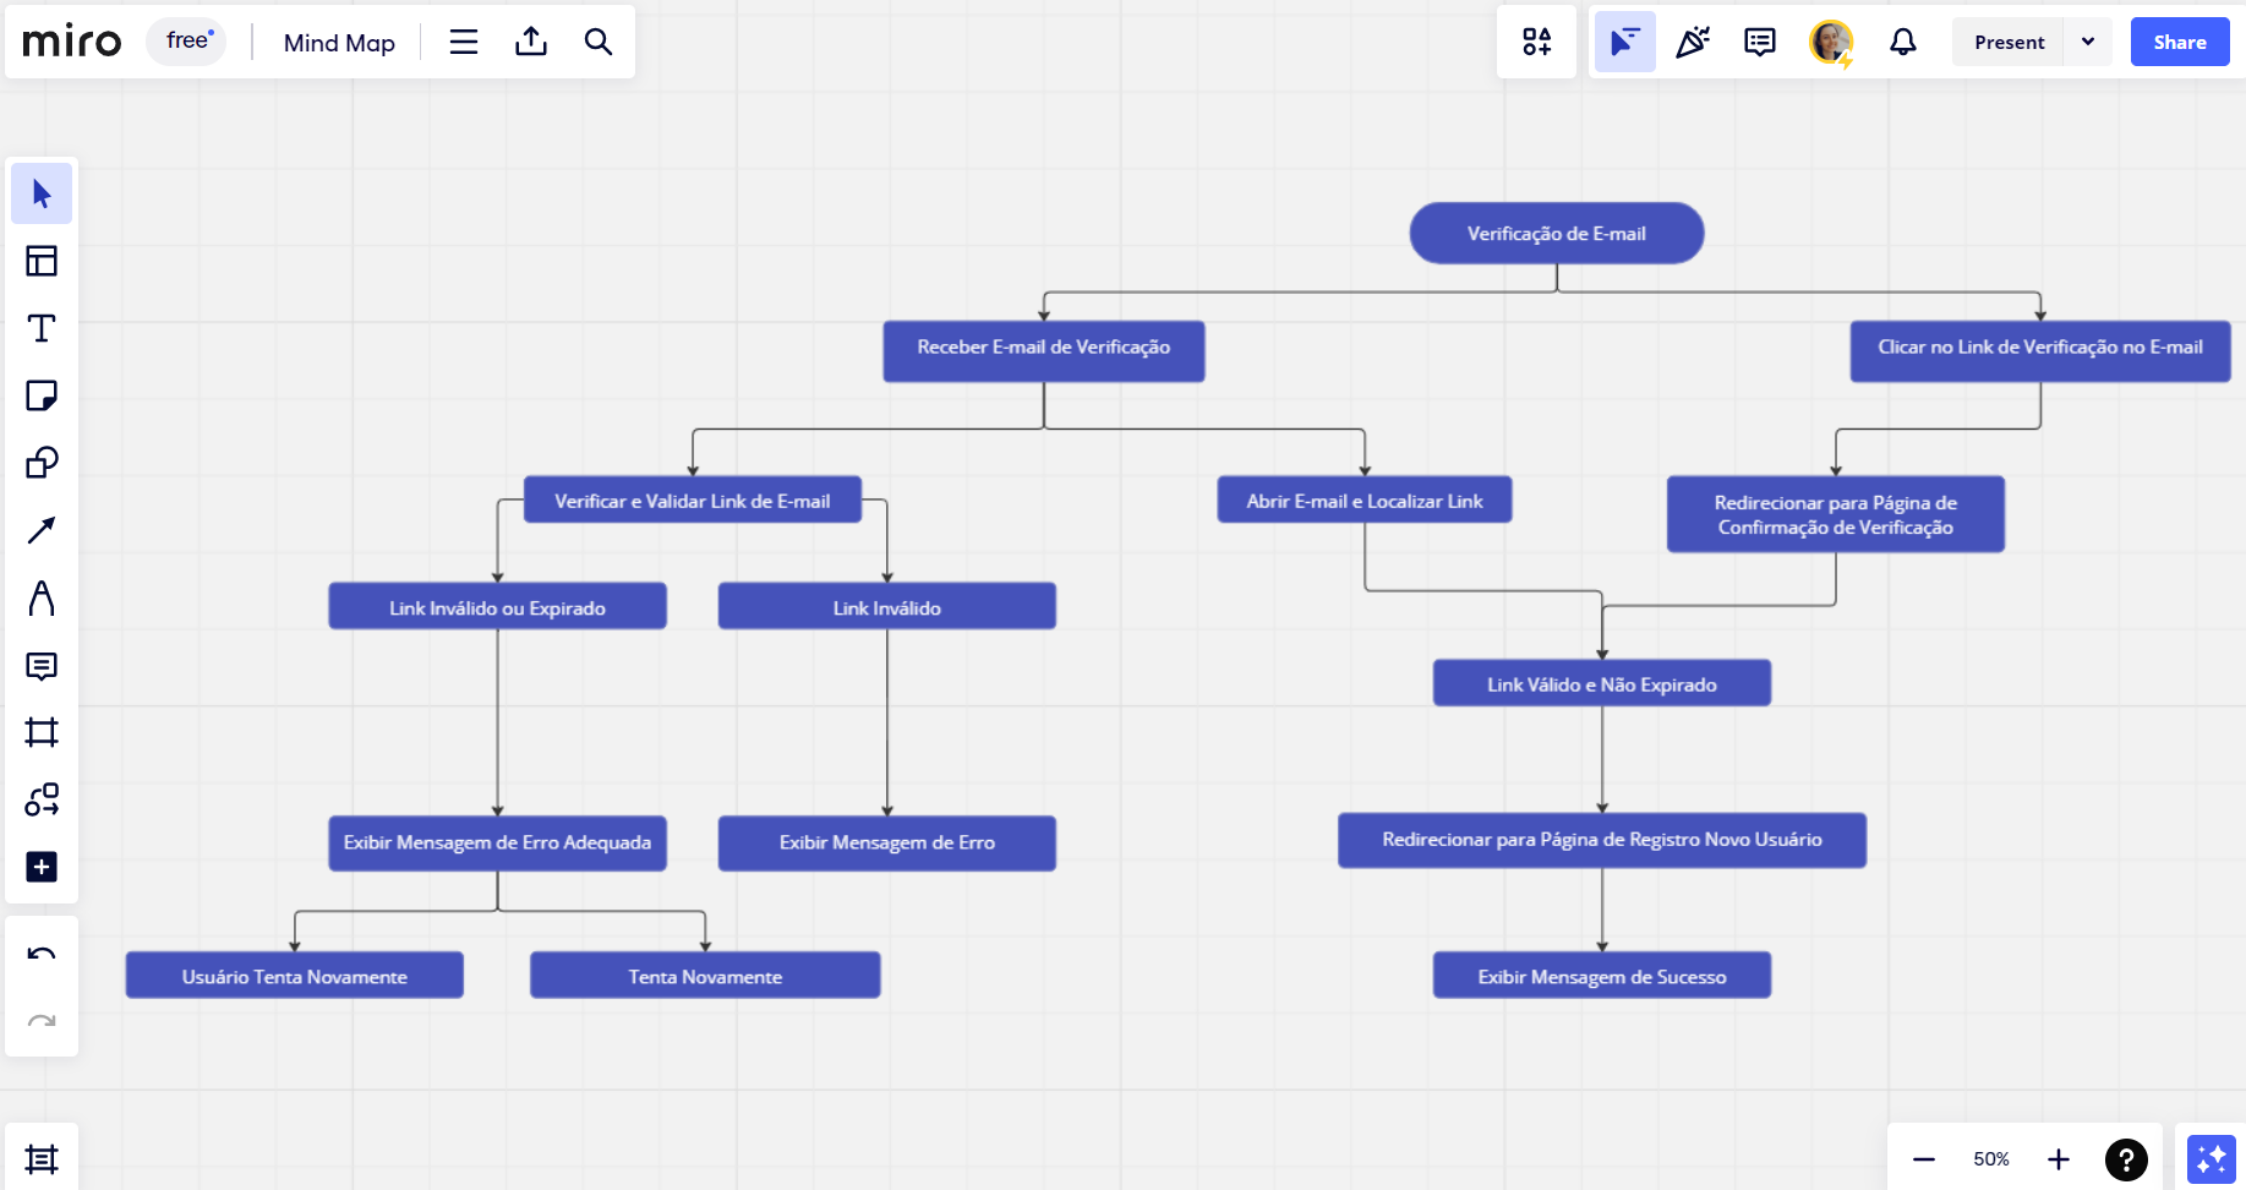 miro
free
Mind Map
Present
Share
Verificação de E-mail
Receber E-mail de Verificação
Clicar no Link de Verificação no E-mail
Verificar e Validar Link de E-mail
Abrir E-mail e Localizar Link
Redirecionar para Página de
Confirmação de Verificação
Link Inválido ou Expirado
Link Inválido
Link Válido e Não Expirado
Exibir Mensagem de Erro Adequada
Exibir Mensagem de Erro
Redirecionar para Página de Registro Novo Usuário
Usuário Tenta Novamente
Tenta Novamente
Exibir Mensagem de Sucesso
50%